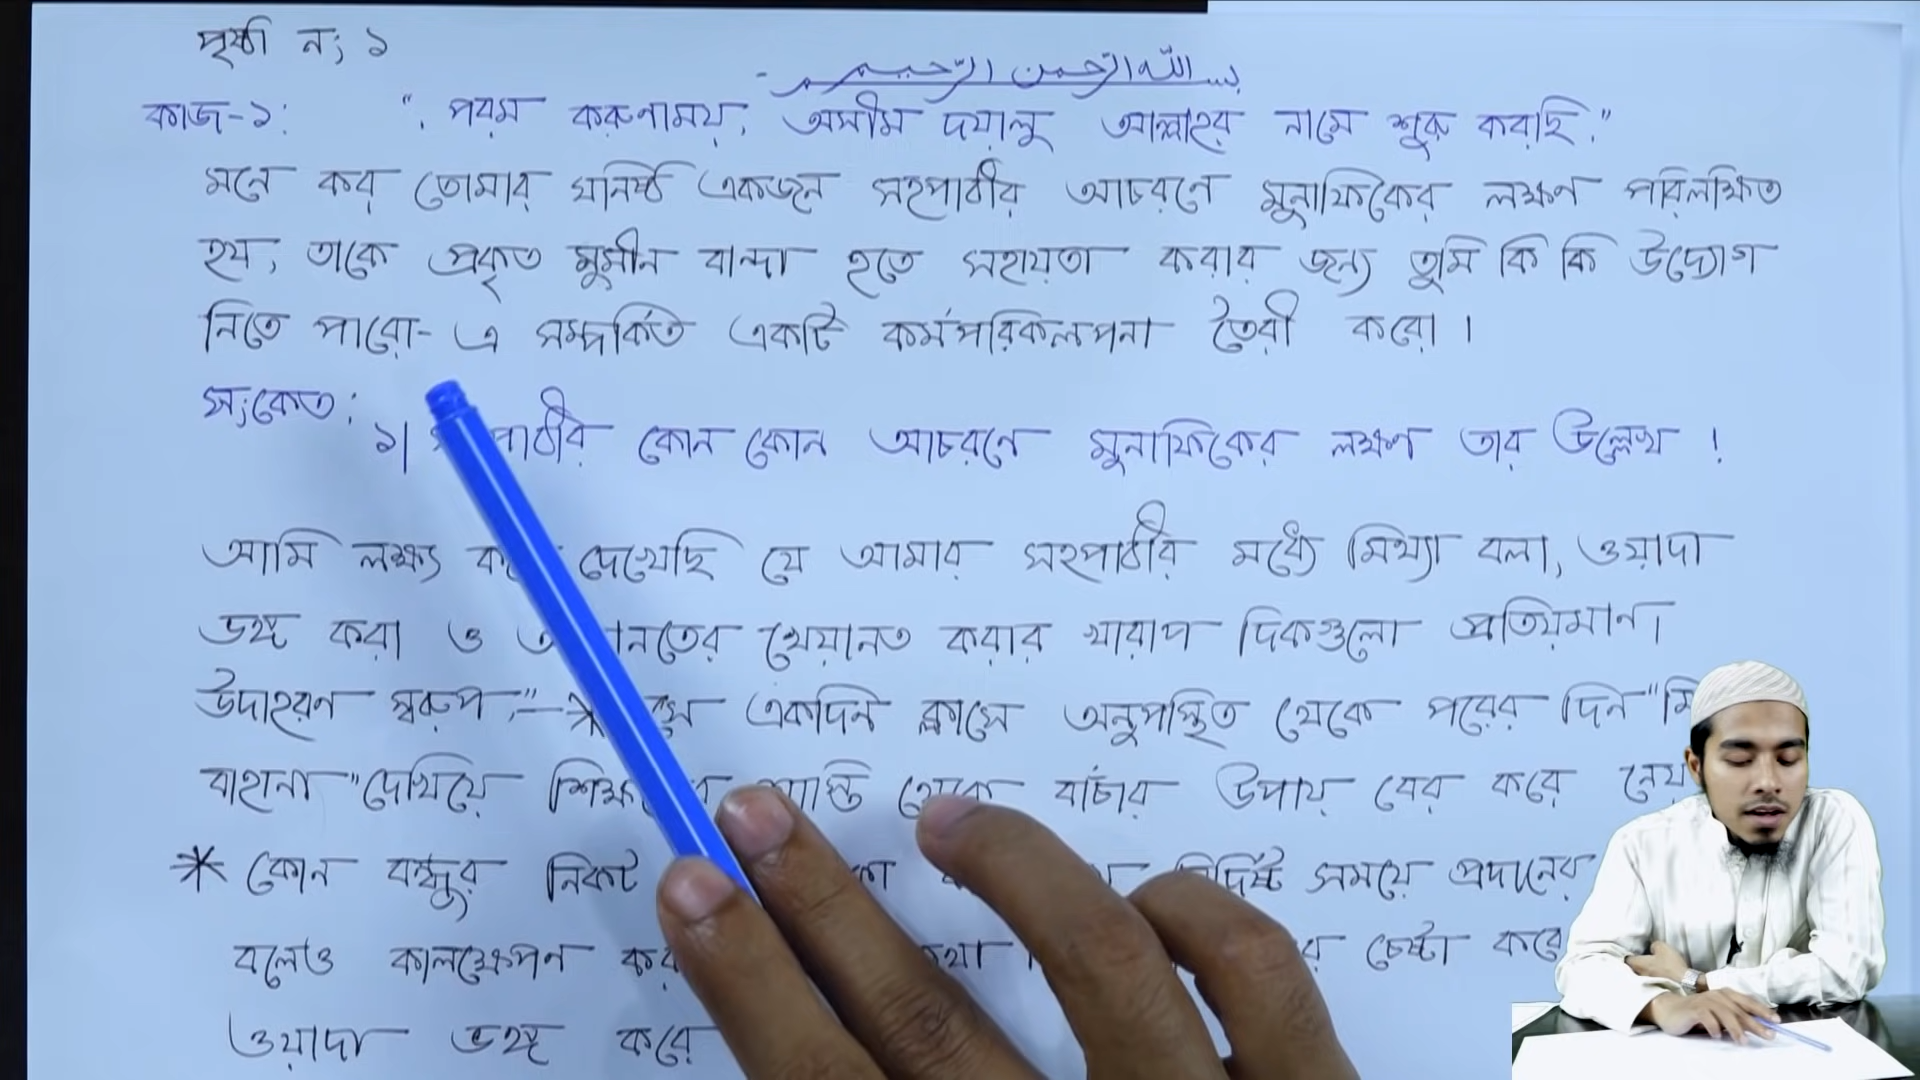 পৃষ্ঠা নং ১
بسم الله الرحمن الرحيم
কাজ-১: "পরম করুণাময়, অসীম দয়ালু আল্লাহর নামে শুরু করছি."
মনে কর তোমার ঘনিষ্ঠ একজন সহপাঠীর আচরণে মুনাফিকের লক্ষণ পরিলক্ষিত
হয়, তাকে প্রকৃত মুমীন বান্দা হতে সহায়তা করার জন্য তুমি কি কি উদ্যোগ
নিতে পারো- এ সম্পর্কিত একটি কর্মপরিকল্পনা তৈরী করো।
সংকেত:
১| পাঠীর কোন কোন আচরণে মুনাফিকের লক্ষণ তার উল্লেখ !
আমি লক্ষ্য দেখেছি যে আমার সহপাঠীর মধ্যে মিথ্যা বলা, ওয়াদা
ভঙ্গ করা ও নতের খেয়ানত করার খারাপ দিকগুলো প্রতিয়মান।
উদাহরণ স্বরুপ:- একদিন ক্লাসে অনুপস্থিত থেকে পরের দিন "মি
বাহানা" দেখিয়ে থেকে বাঁচার উপায় বের করে নেয়
* কোন বন্ধুর নিকট সময়ে প্রদানের
বলেও কালক্ষেপন কর চেষ্টা করে
ওয়াদা ভঙ্গ করে